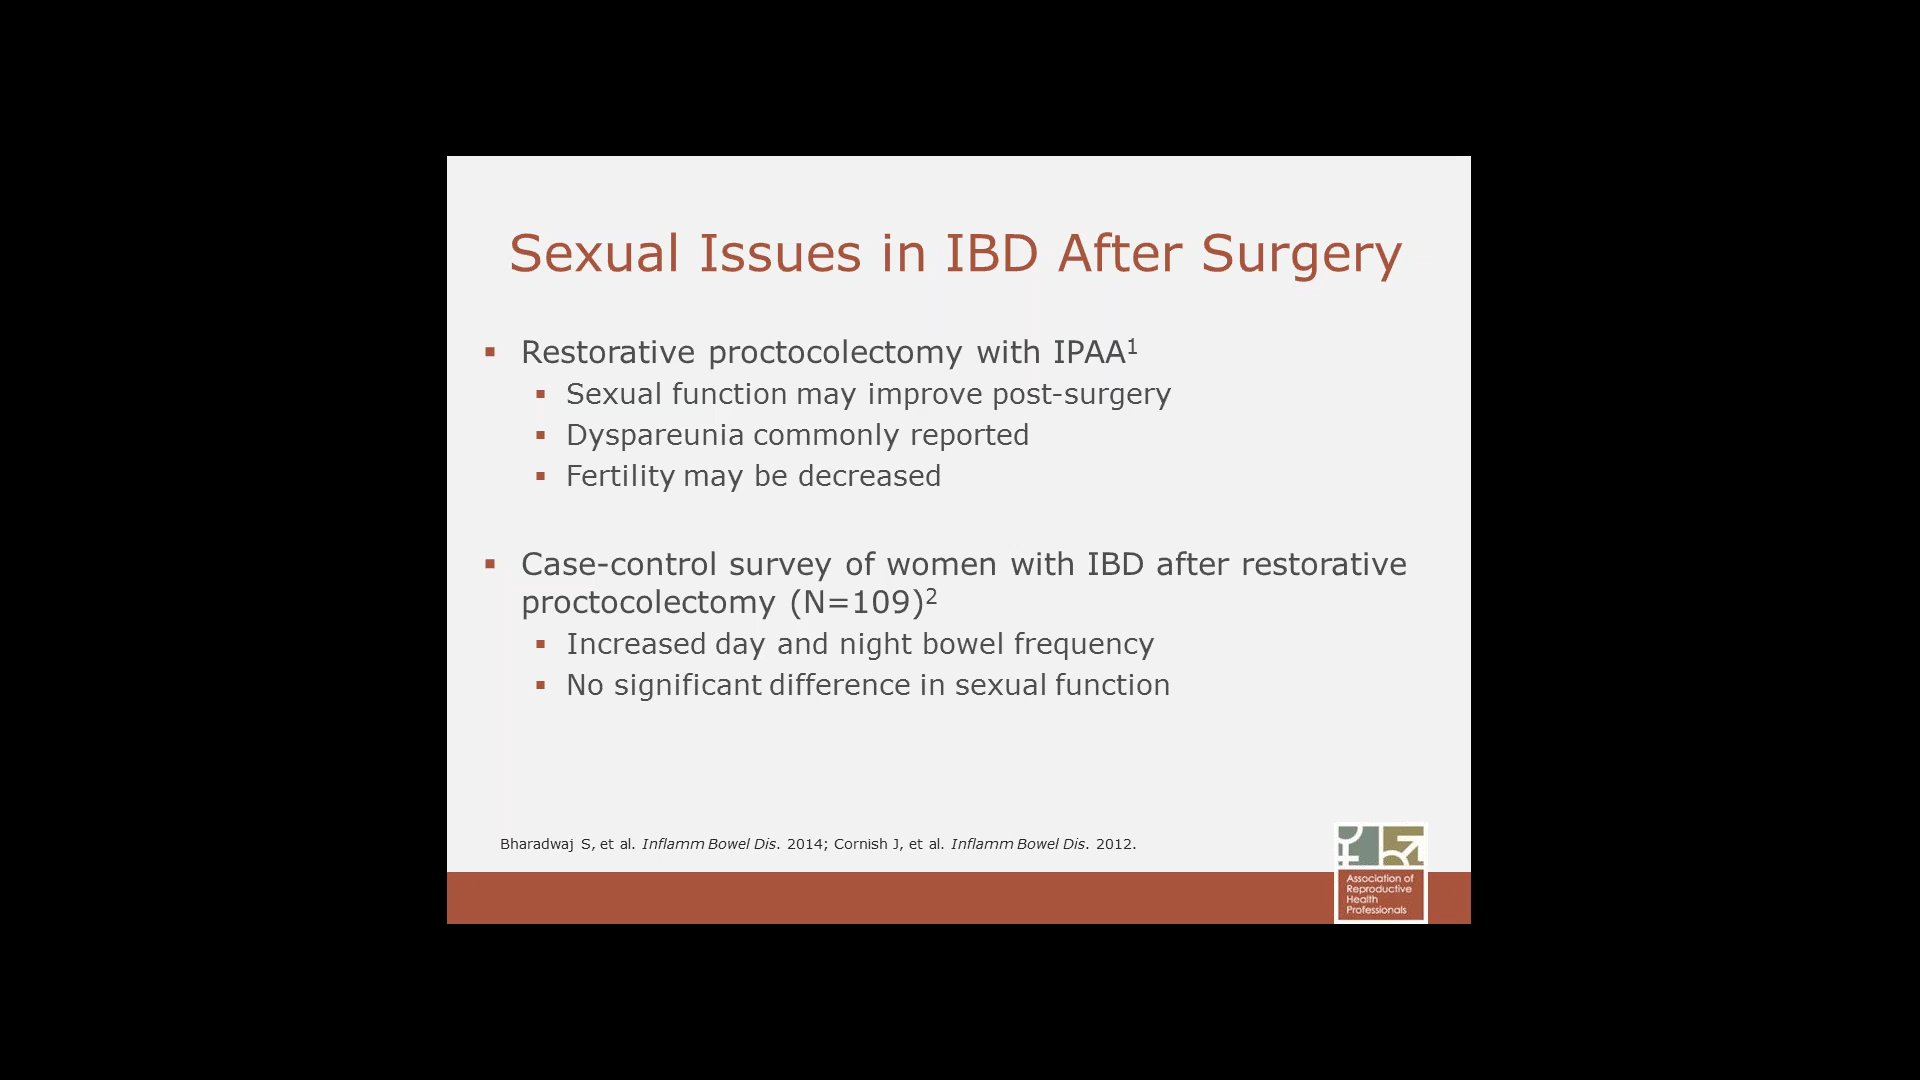 Sexual Issues in IBD After Surgery
▪ Restorative proctocolectomy with IPAA¹
▪ Sexual function may improve post-surgery
▪ Dyspareunia commonly reported
▪ Fertility may be decreased
▪ Case-control survey of women with IBD after restorative
proctocolectomy (N=109)²
▪ Increased day and night bowel frequency
▪ No significant difference in sexual function
Bharadwaj S, et al. Inflamm Bowel Dis. 2014; Cornish J, et al. Inflamm Bowel Dis. 2012.
Association of
Reproductive
Health
Professionals